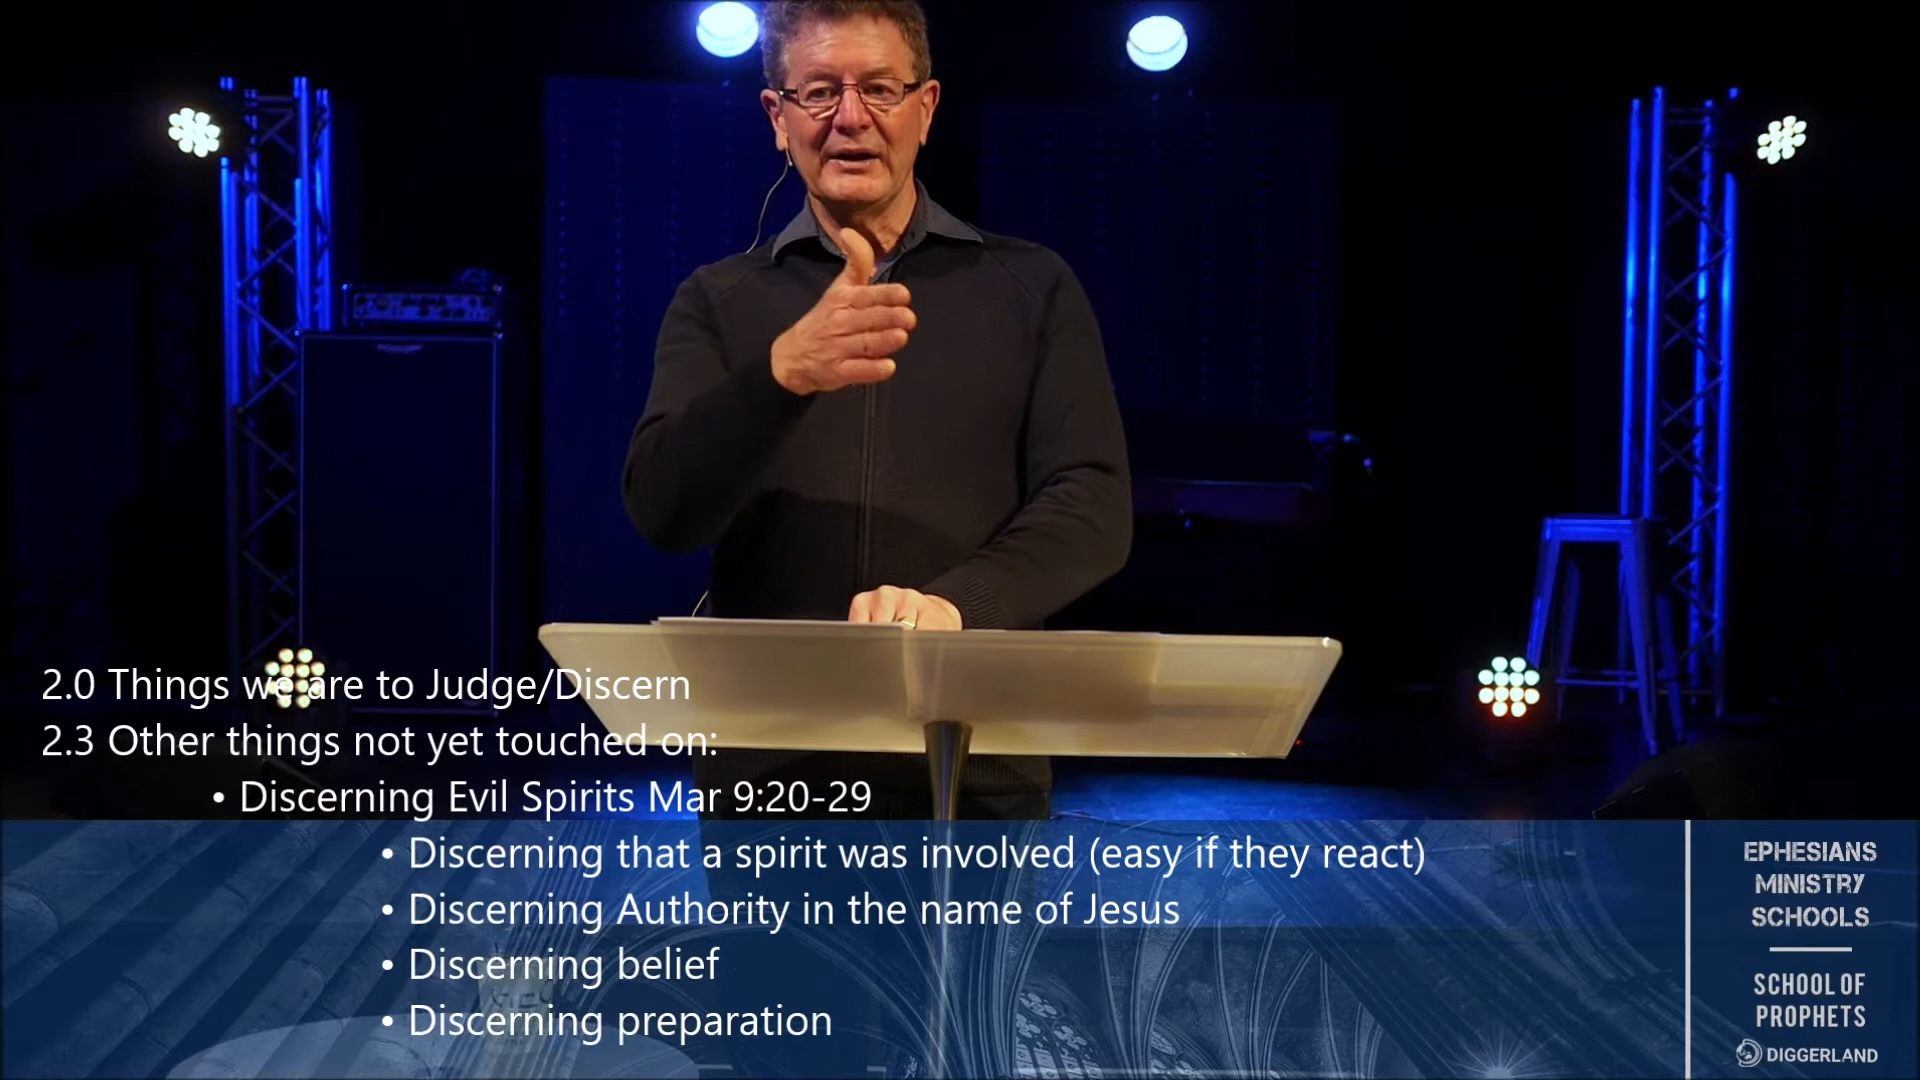 2.0 Things we are to Judge/Discern
2.3 Other things not yet touched on:
• Discerning Evil Spirits Mar 9:20-29
• Discerning that a spirit was involved (easy if they react)
• Discerning Authority in the name of Jesus
• Discerning belief
• Discerning preparation
EPHESIANS
MINISTRY
SCHOOLS
SCHOOL OF
PROPHETS
DIGGERLAND